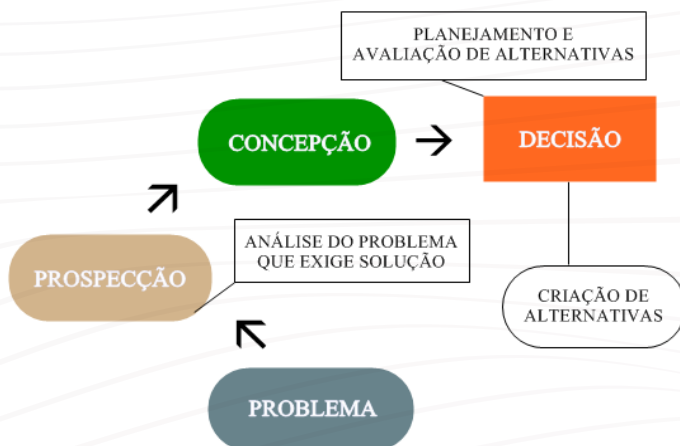 PLANEJAMENTO E
AVALIAÇÃO DE ALTERNATIVAS
CONCEPÇÃO
DECISÃO
ANÁLISE DO PROBLEMA
QUE EXIGE SOLUÇÃO
PROSPECÇÃO
CRIAÇÃO DE
ALTERNATIVAS
PROBLEMA